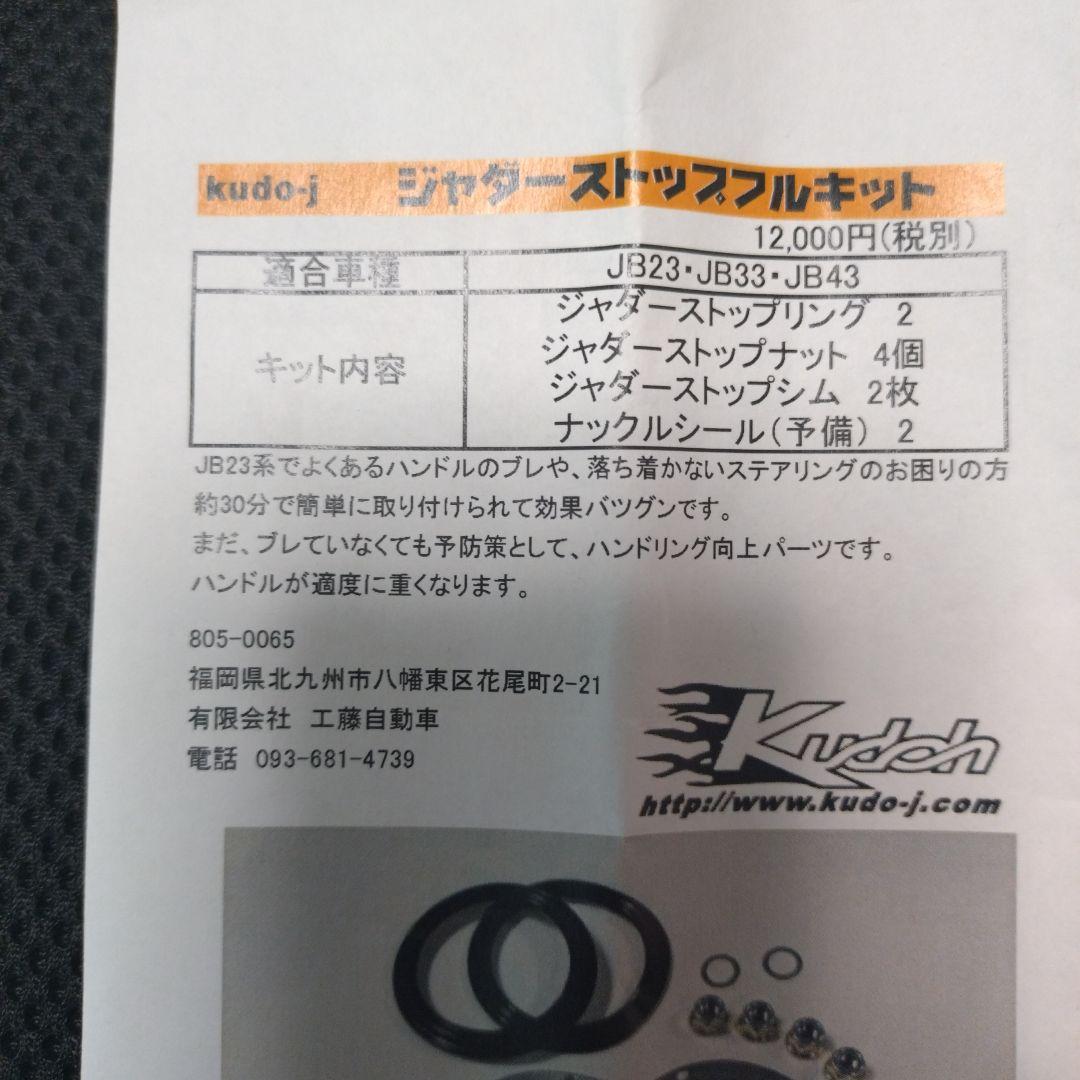 kudo-j ジャダーストップフルキット
12,000円(税別)
適合車種 JB23・JB33・JB43
キット内容
ジャダーストップリング 2
ジャダーストップナット 4個
ジャダーストップシム 2枚
ナックルシール(予備) 2
JB23系でよくあるハンドルのブレや、落ち着かないステアリングのお困りの方
約30分で簡単に取り付けられて効果バツグンです。
まだ、ブレていなくても予防策として、ハンドリング向上パーツです。
ハンドルが適度に重くなります。
805-0065
福岡県北九州市八幡東区花尾町2-21
有限会社 工藤自動車
電話 093-681-4739
Kudoh
http://www.kudo-j.com